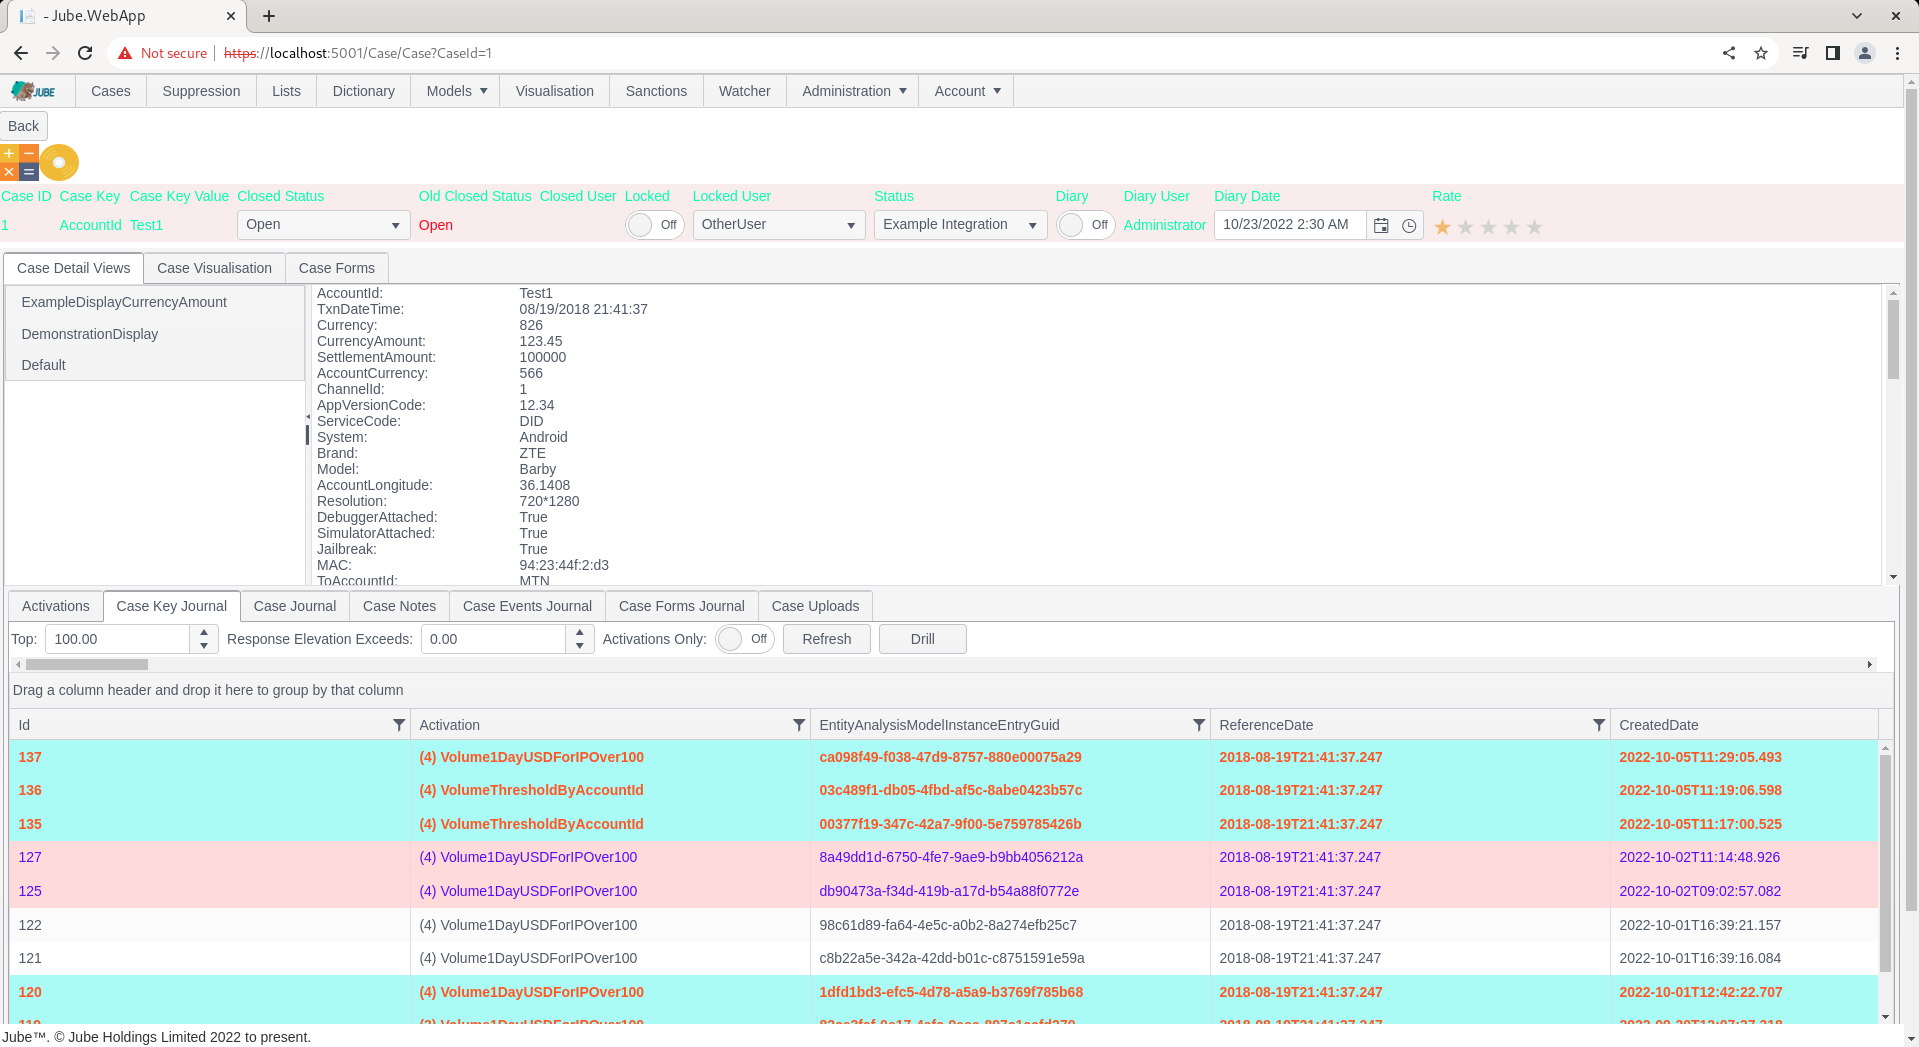 - Jube.WebApp
Not secure https://localhost:5001/Case/Case?CaseId=1
JUBE Cases Suppression Lists Dictionary Models Visualisation Sanctions Watcher Administration Account
Back
Case ID Case Key Case Key Value Closed Status Old Closed Status Closed User Locked Locked User Status Diary Diary User Diary Date Rate
1 AccountId Test1 Open Open Off OtherUser Example Integration Off Administrator 10/23/2022 2:30 AM
Case Detail Views Case Visualisation Case Forms
ExampleDisplayCurrencyAmount
DemonstrationDisplay
Default
AccountId: Test1
TxnDateTime: 08/19/2018 21:41:37
Currency: 826
CurrencyAmount: 123.45
SettlementAmount: 100000
AccountCurrency: 566
ChannelId: 1
AppVersionCode: 12.34
ServiceCode: DID
System: Android
Brand: ZTE
Model: Barby
AccountLongitude: 36.1408
Resolution: 720*1280
DebuggerAttached: True
SimulatorAttached: True
Jailbreak: True
MAC: 94:23:44f:2:d3
ToAccountId: MTN
Activations Case Key Journal Case Journal Case Notes Case Events Journal Case Forms Journal Case Uploads
Top: 100.00 Response Elevation Exceeds: 0.00 Activations Only: Off Refresh Drill
Drag a column header and drop it here to group by that column
Id Activation EntityAnalysisModelInstanceEntryGuid ReferenceDate CreatedDate
137 (4) Volume1DayUSDForIPOver100 ca098f49-f038-47d9-8757-880e00075a29 2018-08-19T21:41:37.247 2022-10-05T11:29:05.493
136 (4) VolumeThresholdByAccountId 03c489f1-db05-4fbd-af5c-8abe0423b57c 2018-08-19T21:41:37.247 2022-10-05T11:19:06.598
135 (4) VolumeThresholdByAccountId 00377f19-347c-42a7-9f00-5e759785426b 2018-08-19T21:41:37.247 2022-10-05T11:17:00.525
127 (4) Volume1DayUSDForIPOver100 8a49dd1d-6750-4fe7-9ae9-b9bb4056212a 2018-08-19T21:41:37.247 2022-10-02T11:14:48.926
125 (4) Volume1DayUSDForIPOver100 db90473a-f34d-419b-a17d-b54a88f0772e 2018-08-19T21:41:37.247 2022-10-02T09:02:57.082
122 (4) Volume1DayUSDForIPOver100 98c61d89-fa64-4e5c-a0b2-8a274efb25c7 2018-08-19T21:41:37.247 2022-10-01T16:39:21.157
121 (4) Volume1DayUSDForIPOver100 c8b22a5e-342a-42dd-b01c-c8751591e59a 2018-08-19T21:41:37.247 2022-10-01T16:39:16.084
120 (4) Volume1DayUSDForIPOver100 1dfd1bd3-efc5-4d78-a5a9-b3769f785b68 2018-08-19T21:41:37.247 2022-10-01T12:42:22.707
Jube™. © Jube Holdings Limited 2022 to present.